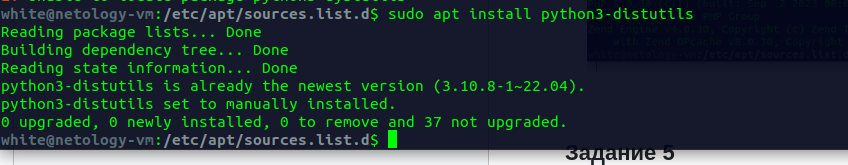 white@netology-vm:/etc/apt/sources.list.d$ sudo apt install python3-distutils
Reading package lists... Done
Building dependency tree... Done
Reading state information... Done
python3-distutils is already the newest version (3.10.8-1~22.04).
python3-distutils set to manually installed.
0 upgraded, 0 newly installed, 0 to remove and 37 not upgraded.
white@netology-vm:/etc/apt/sources.list.d$
Задание 5